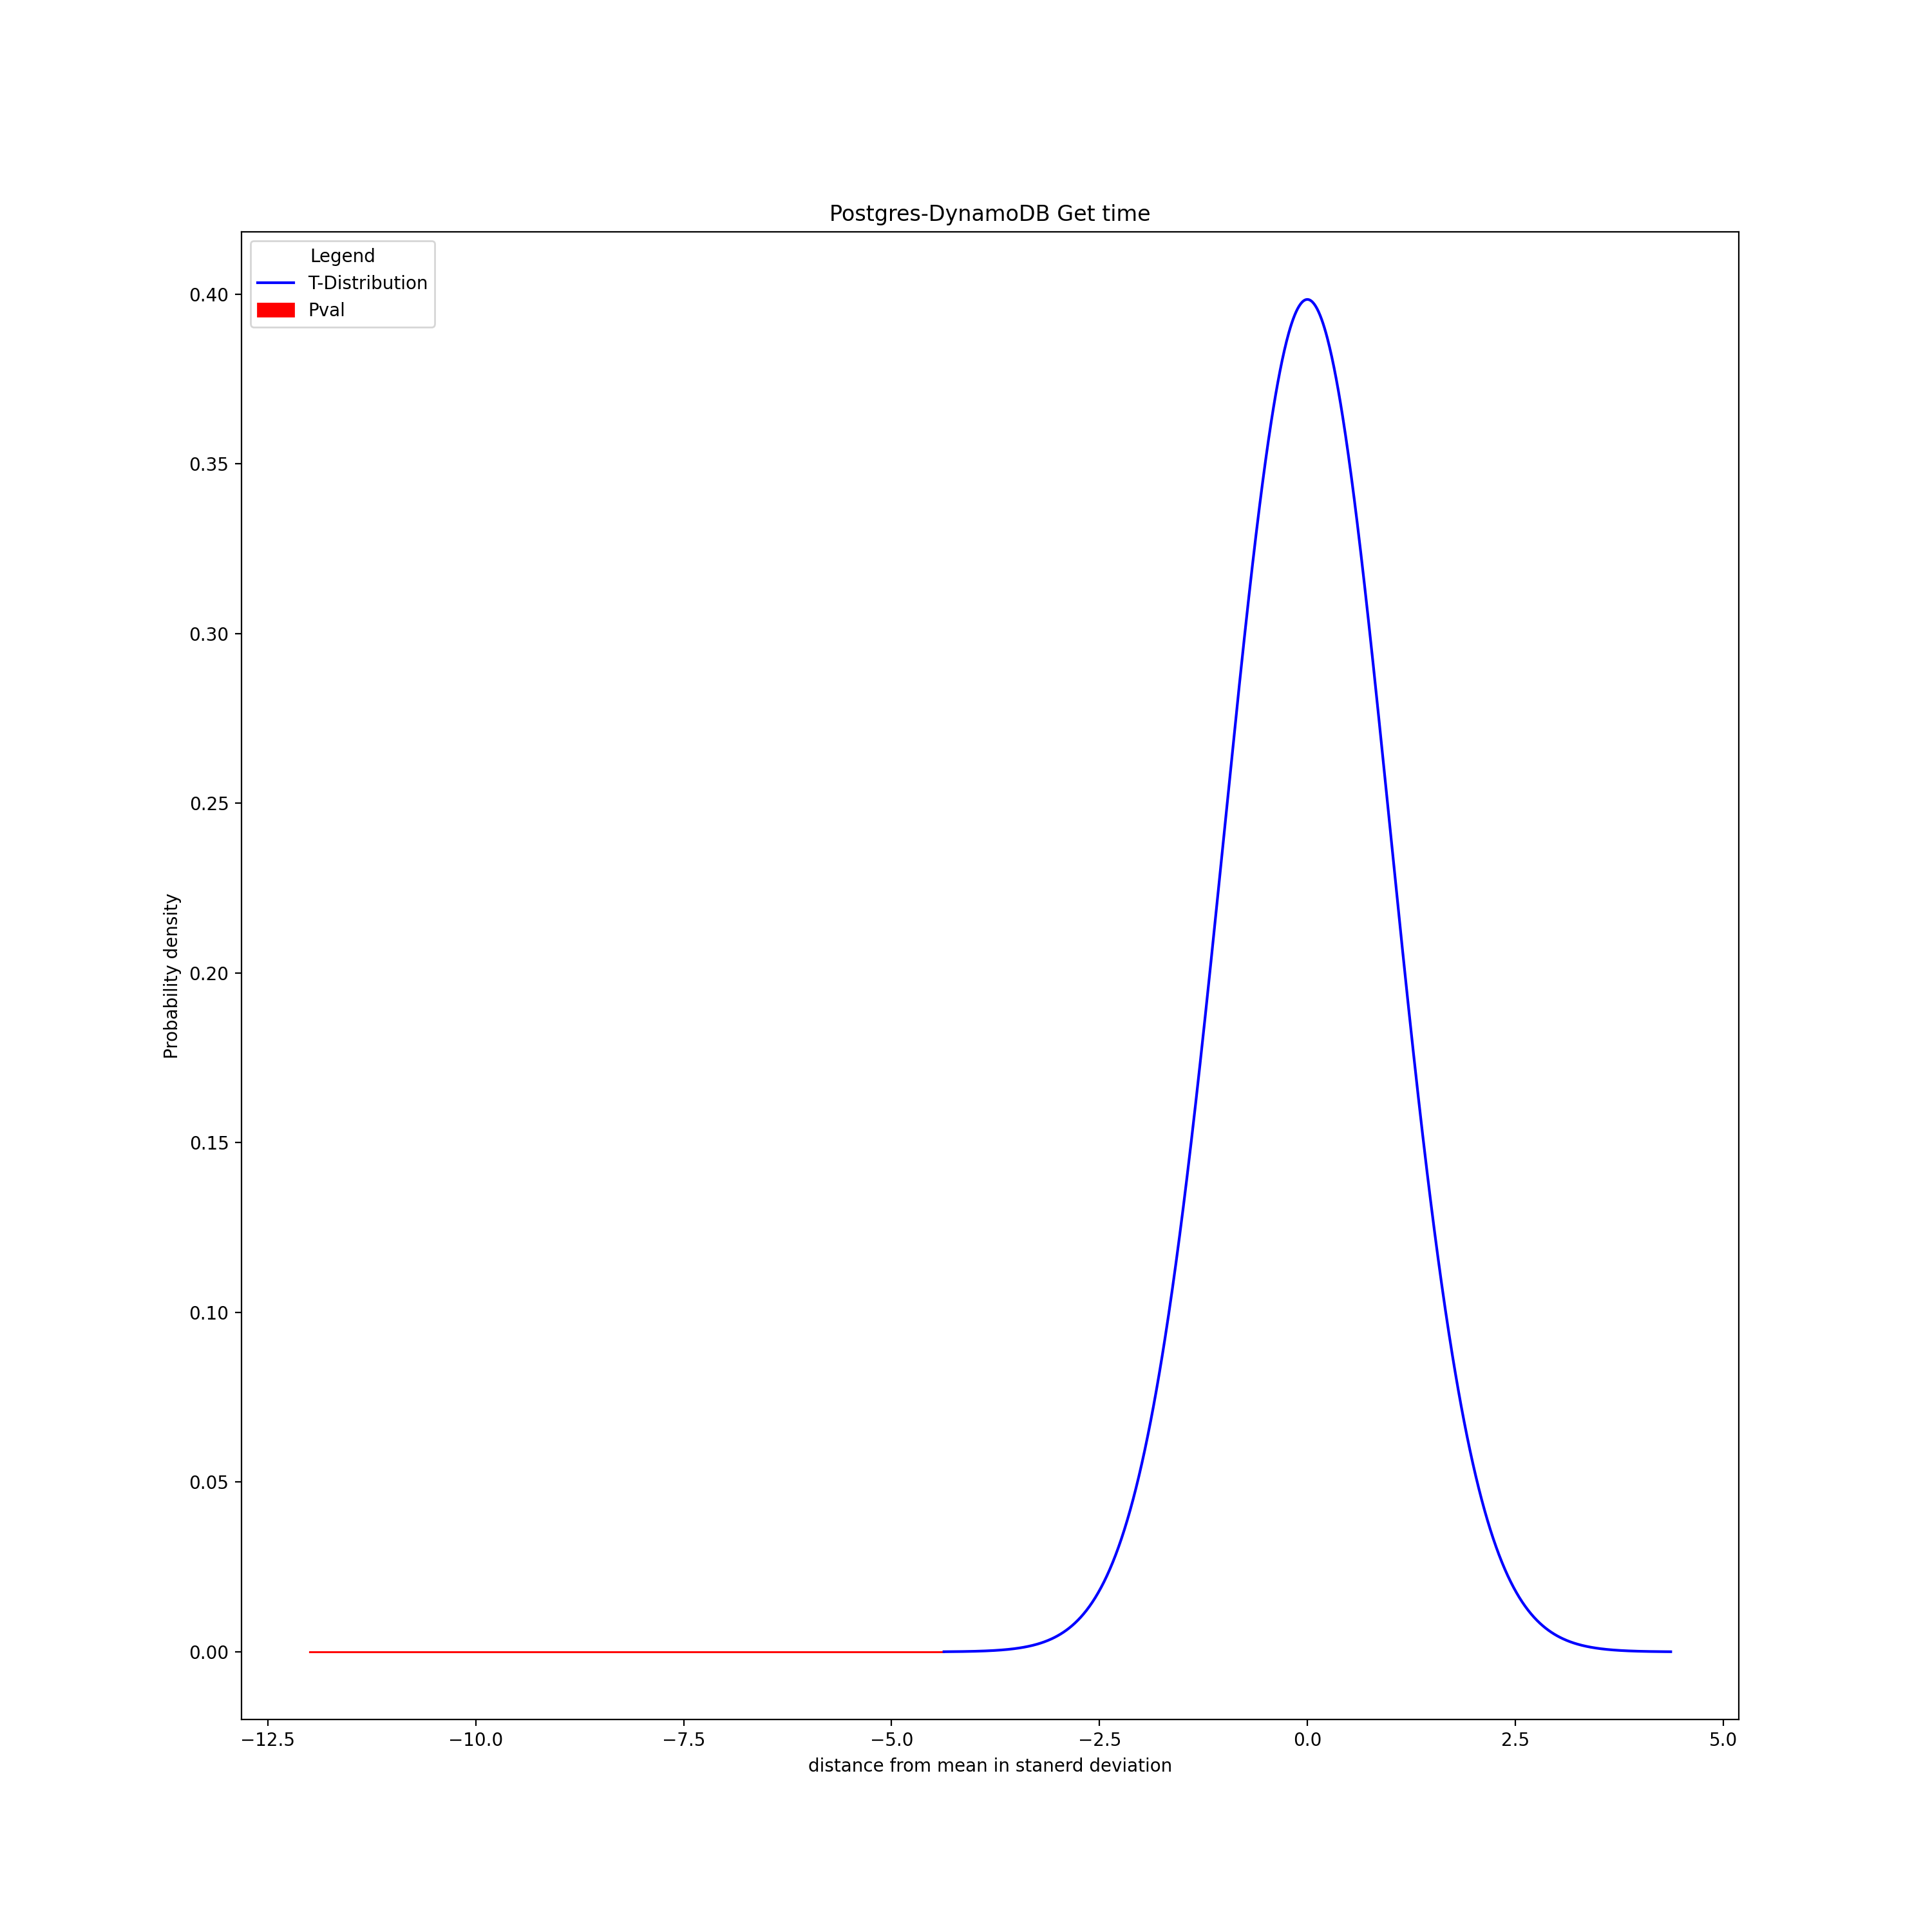 Postgres-DynamoDB Get time
Legend
T-Distribution
Pval
0.40
0.35
0.30
0.25
0.20
0.15
0.10
0.05
0.00
Probability density
−12.5 −10.0 −7.5 −5.0 −2.5 0.0 2.5 5.0
distance from mean in stanerd deviation